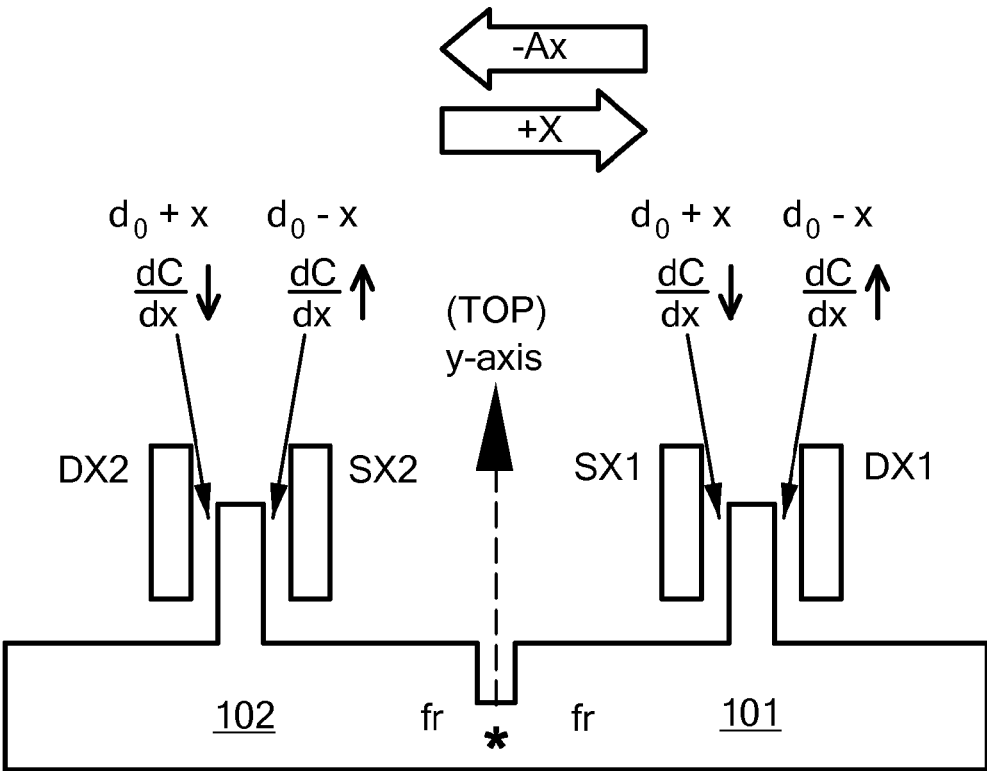 -Ax
+X
d₀ + x d₀ - x d₀ + x d₀ - x
dC/dx ↓ dC/dx ↑ dC/dx ↓ dC/dx ↑
(TOP)
y-axis
DX2 SX2 SX1 DX1
102 fr * fr 101